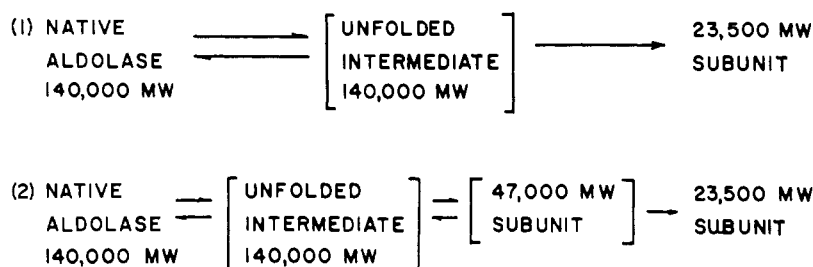 (1) NATIVE ALDOLASE 140,000 MW
UNFOLDED INTERMEDIATE 140,000 MW
23,500 MW SUBUNIT
(2) NATIVE ALDOLASE 140,000 MW
UNFOLDED INTERMEDIATE 140,000 MW
47,000 MW SUBUNIT
23,500 MW SUBUNIT